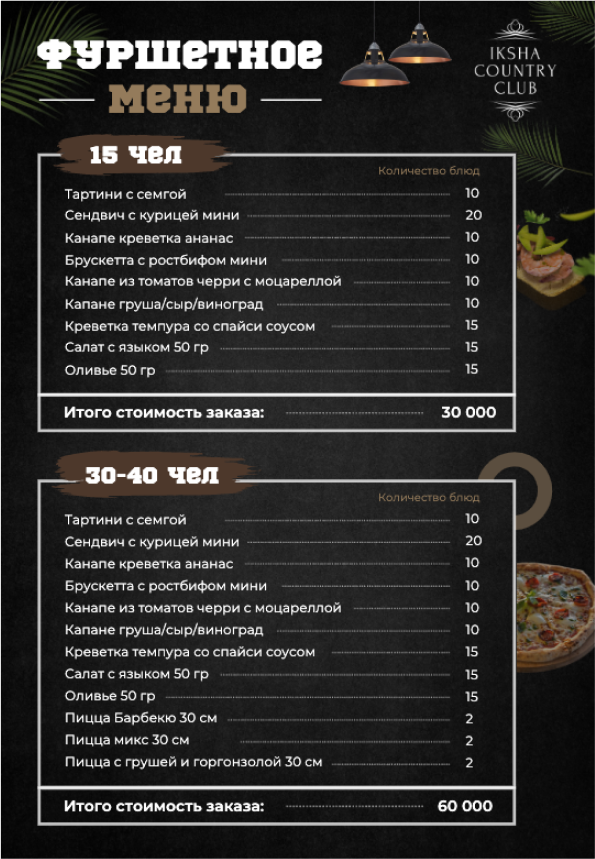 ФУРШЕТНОЕ
МЕНЮ
IKSHA
COUNTRY
CLUB
15 ЧЕЛ
Количество блюд
Тартини с семгой 10
Сендвич с курицей мини 20
Канапе креветка ананас 10
Брускетта с ростбифом мини 10
Канапе из томатов черри с моцареллой 10
Капане груша/сыр/виноград 10
Креветка темпура со спайси соусом 15
Салат с языком 50 гр 15
Оливье 50 гр 15
Итого стоимость заказа: 30 000
30-40 ЧЕЛ
Количество блюд
Тартини с семгой 10
Сендвич с курицей мини 20
Канапе креветка ананас 10
Брускетта с ростбифом мини 10
Канапе из томатов черри с моцареллой 10
Капане груша/сыр/виноград 10
Креветка темпура со спайси соусом 15
Салат с языком 50 гр 15
Оливье 50 гр 15
Пицца Барбекю 30 см 2
Пицца микс 30 см 2
Пицца с грушей и горгонзолой 30 см 2
Итого стоимость заказа: 60 000